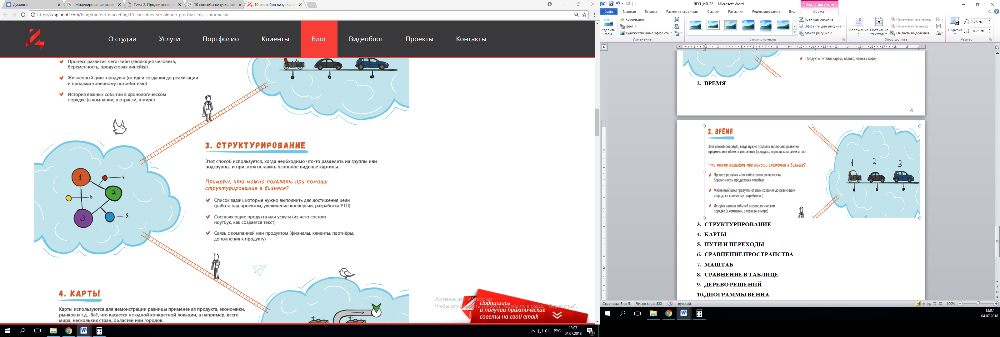 Диалоги
. Моделирование форм
Тема 2. Продвижение и
10 способы визуального
10 способов визуальног
https://kaplunoff.com/blog/kontent-marketing/10-sposobov-vizualnogo-predstavlenija-informatsii
О студии
Услуги
Портфолио
Клиенты
Блог
Видеоблог
Проекты
Контакты
Процесс развития чего-либо (эволюция человека,
беременность, продуктовая линейка)
Жизненный цикл продукта (от идеи создания до реализации
и продажи конечному потребителю)
История важных событий в хронологическом
порядке (в компании, в отрасли, в мире)
3. СТРУКТУРИРОВАНИЕ
Этот способ используется, когда необходимо что-то разделить на группы или
подгруппы, и при этом оставить основное виденье картины.
Примеры, что можно показать при помощи
структурирования в бизнесе?
Список задач, которые нужно выполнить для достижения цели
(работа над проектом, увеличение конверсии, разработка УТП)
Составляющие продукта или услуги (из чего состоит
ноутбук, как создаётся текст)
Связь с компанией или продуктом (филиалы, клиенты, партнёры,
дополнения к продукту)
1
4
2
6
3
5.
4. КАРТЫ
Карты используются для демонстрации разницы применения продукта, экономики,
рынков и т.д. Всё, что касается не одной конкретной локации, а например, всего
мира, нескольких стран, областей или городов.
Активация Windows
Чтобы активировать Windows, перейдите в раздел "Параметры".
Подпишись
и получай практические
советы на свой email!
РУС
13:07
04.07.2018
1
ЛЕКЦИЯ_32 - Microsoft Word
Работа с рисунками
Файл
Главная
Вставка
Разметка страницы
Ссылки
Рассылки
Рецензирование
Вид
Формат
Удалить
фон
Коррекция
Цвет
Художественные эффекты
Изменение
Стили рисунков
Граница рисунка
Эффекты для рисунка
Макет рисунка
Положение
Обтекание
текстом
Переместить вперед
Переместить назад
Область выделения
Упорядочить
Обрезка
7,78 см
18,23 см
Размер
Продукты питания (арбуз, яблоко, чашка с кофе)
2. ВРЕМЯ
4
2. ВРЕМЯ
Этот способ подойдёт, когда нужно показать эволюцию развития
предмета или объекта изложения (продукта, отрасли, компании и т.п.)
Что можно показать при помощи анатомии в бизнесе?
Процесс развития чего-либо (эволюция человека,
беременность, продуктовая линейка)
Жизненный цикл продукта (от идеи создания до реализации
и продажи конечному потребителю)
История важных событий в хронологическом
порядке (в компании, в отрасли, в мире)
1
2
3
3. СТРУКТУРИРОВАНИЕ
4. КАРТЫ
5. ПУТИ И ПЕРЕХОДЫ
6. СРАВНЕНИЕ ПРОСТРАНСТВА
7. МАШТАБ
8. СРАВНЕНИЕ В ТАБЛИЦЕ
9. ДЕРЕВО РЕШЕНИЙ
10.ДИОГРАММЫ ВЕННА
Страница: 5 из 5
Число слов: 822
русский
100%
13:07
04.07.2018